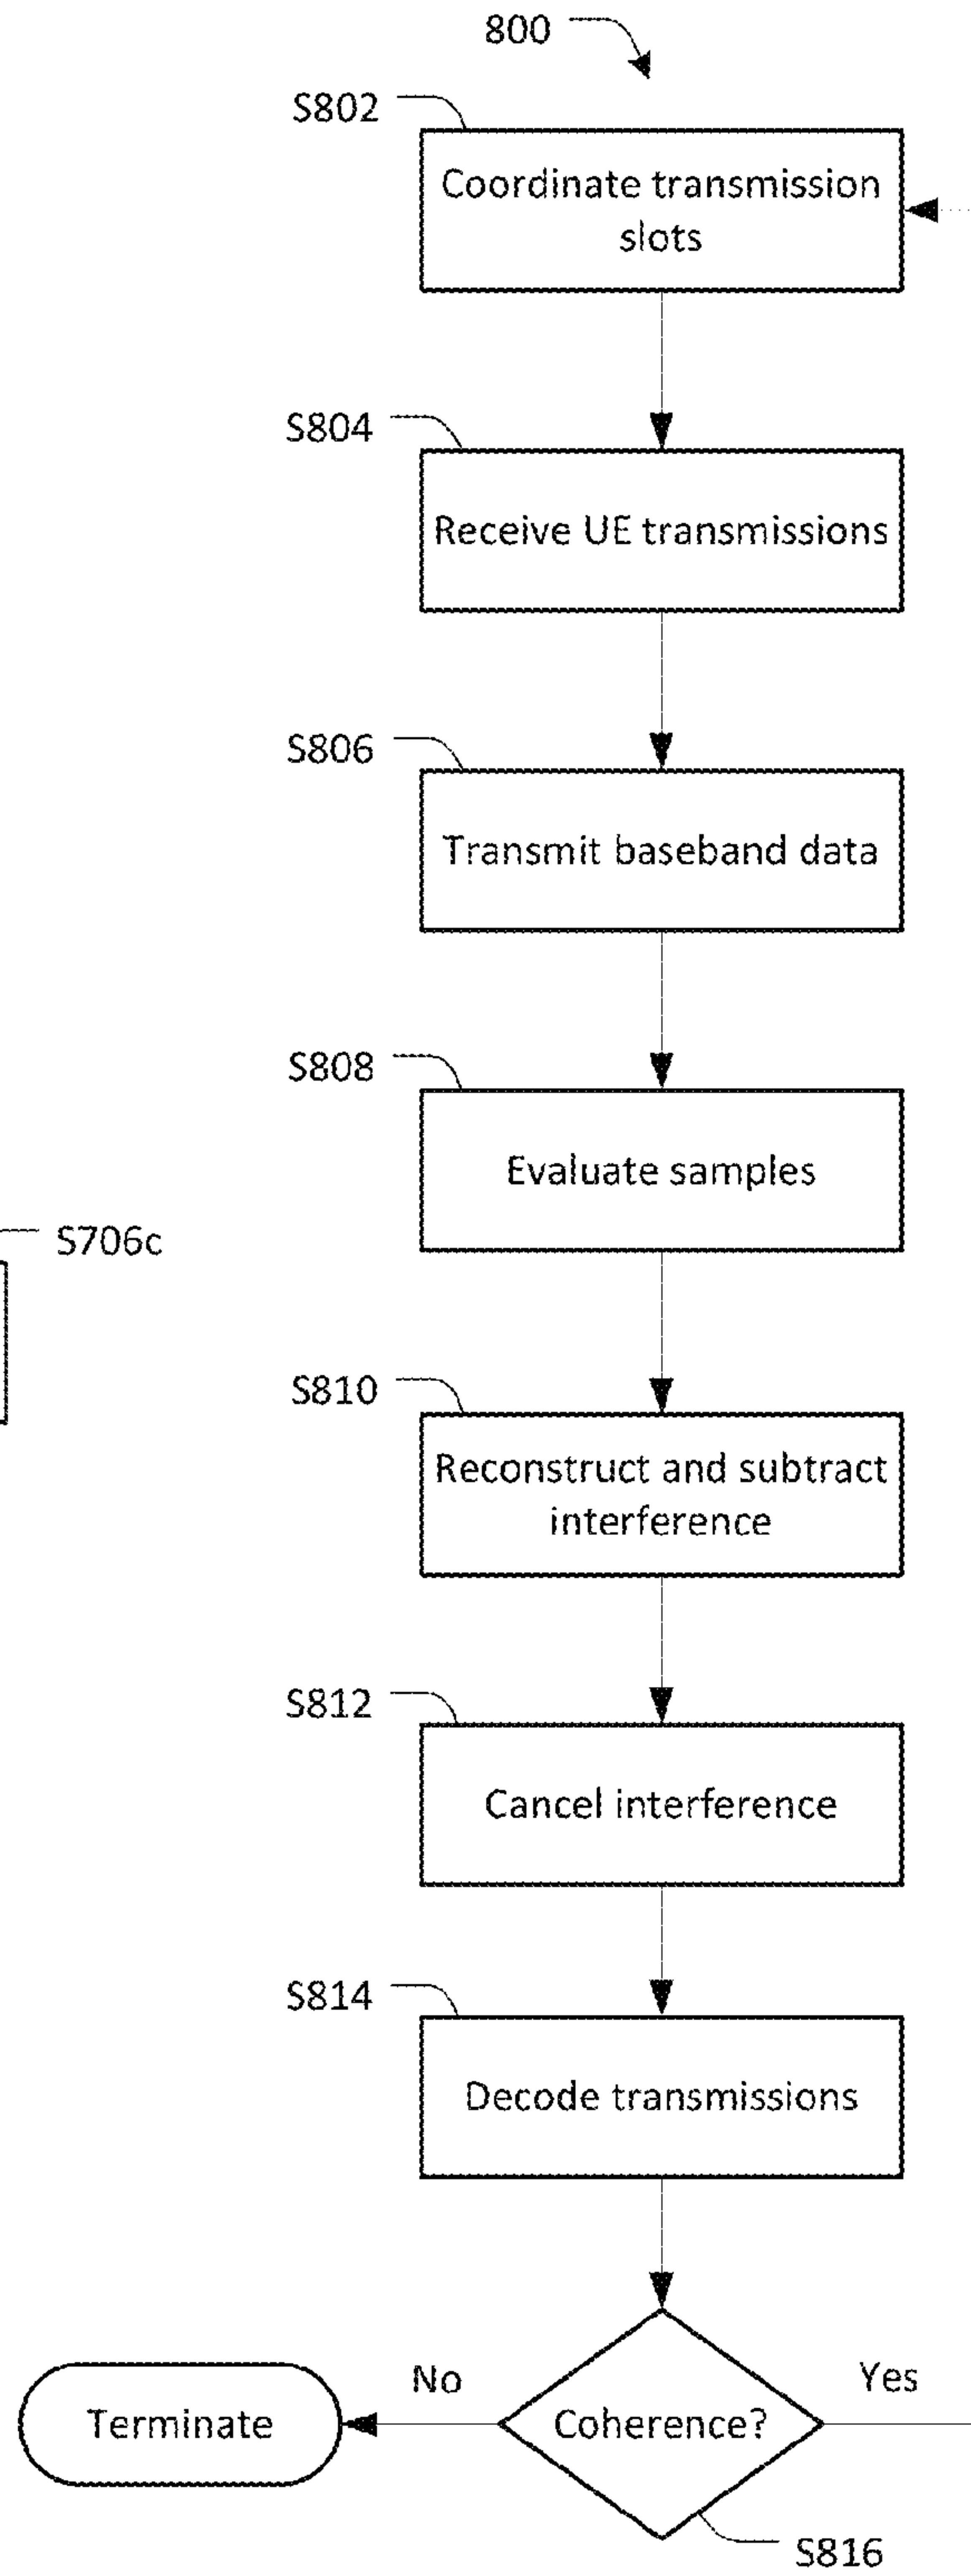 800
S802
Coordinate transmission
slots
S804
Receive UE transmissions
S806
Transmit baseband data
S808
Evaluate samples
S706c
S810
Reconstruct and subtract
interference
S812
Cancel interference
S814
Decode transmissions
No
Yes
Terminate
Coherence?
S816